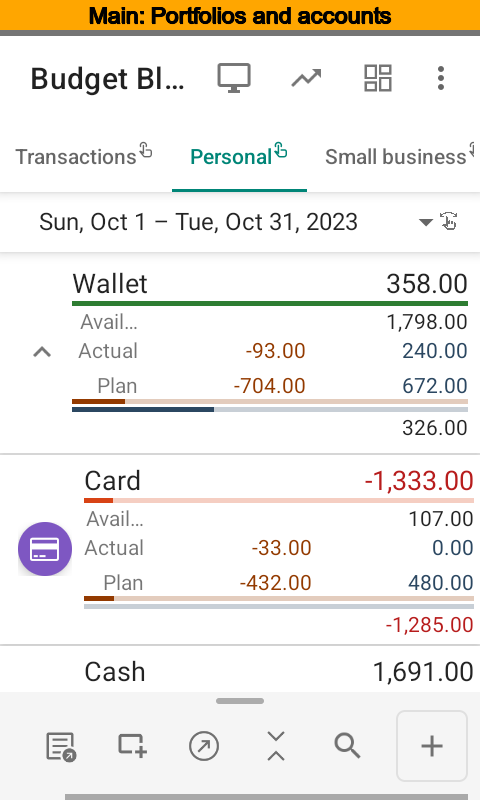 Main: Portfolios and accounts
Budget Bl...
Transactions Personal Small business
Sun, Oct 1 – Tue, Oct 31, 2023
Wallet 358.00
Avail... 1,798.00
Actual -93.00 240.00
Plan -704.00 672.00
326.00
Card -1,333.00
Avail... 107.00
Actual -33.00 0.00
Plan -432.00 480.00
-1,285.00
Cash 1,691.00